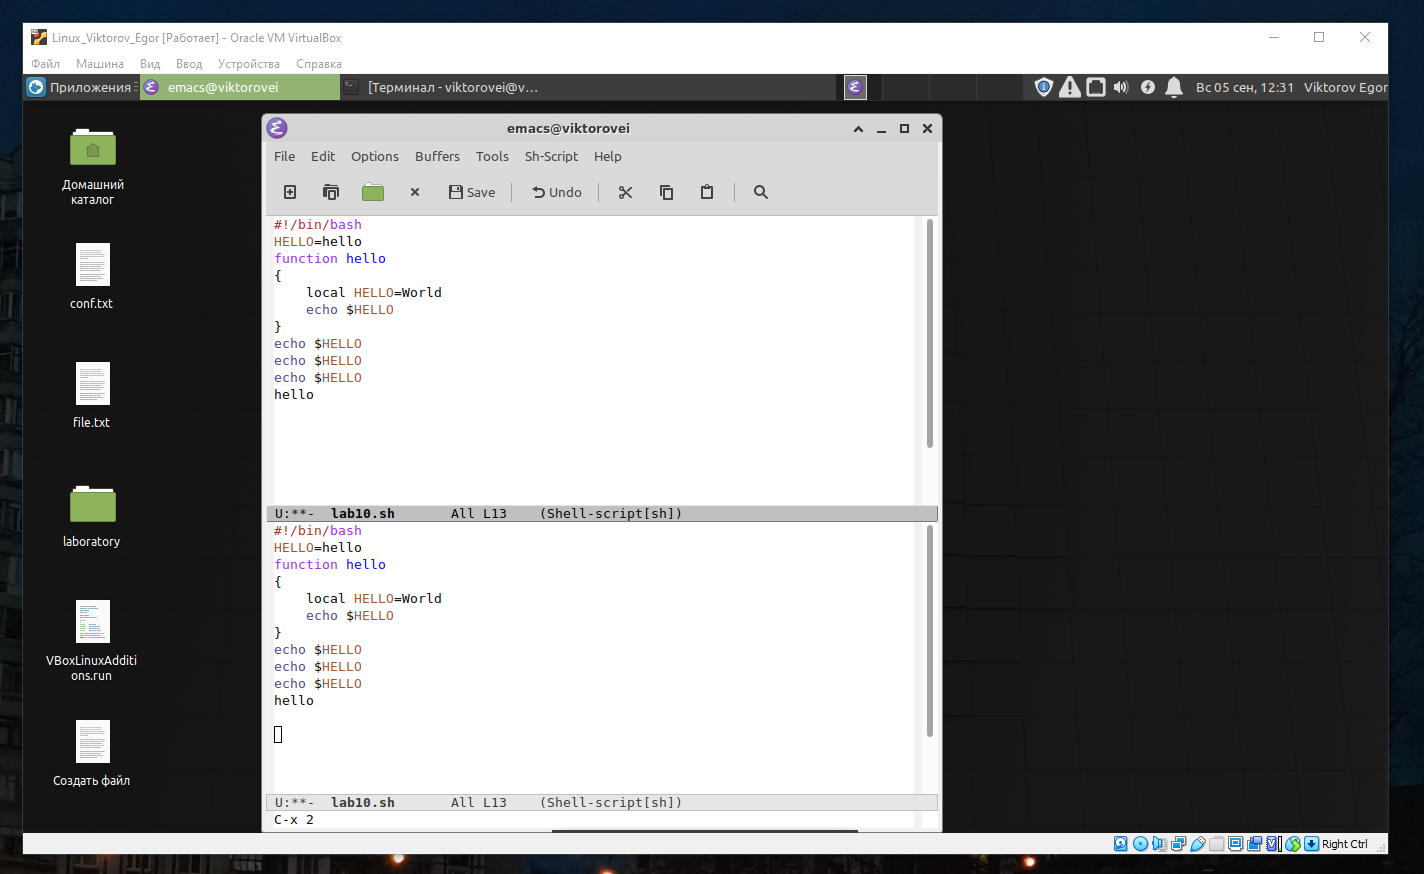 Linux_Viktorov_Egor [Работает] - Oracle VM VirtualBox
Файл Машина Вид Ввод Устройства Справка
Приложения emacs@viktorovei [Терминал - viktorovei@v... Вс 05 сен, 12:31 Viktorov Egor
Домашний
каталог
conf.txt
file.txt
laboratory
VBoxLinuxAdditi
ons.run
Создать файл
emacs@viktorovei
File Edit Options Buffers Tools Sh-Script Help
Save Undo
#!/bin/bash
HELLO=hello
function hello
{
    local HELLO=World
    echo $HELLO
}
echo $HELLO
echo $HELLO
echo $HELLO
hello
U:**-  lab10.sh       All L13    (Shell-script[sh])
#!/bin/bash
HELLO=hello
function hello
{
    local HELLO=World
    echo $HELLO
}
echo $HELLO
echo $HELLO
echo $HELLO
hello
U:**-  lab10.sh       All L13    (Shell-script[sh])
C-x 2
Right Ctrl